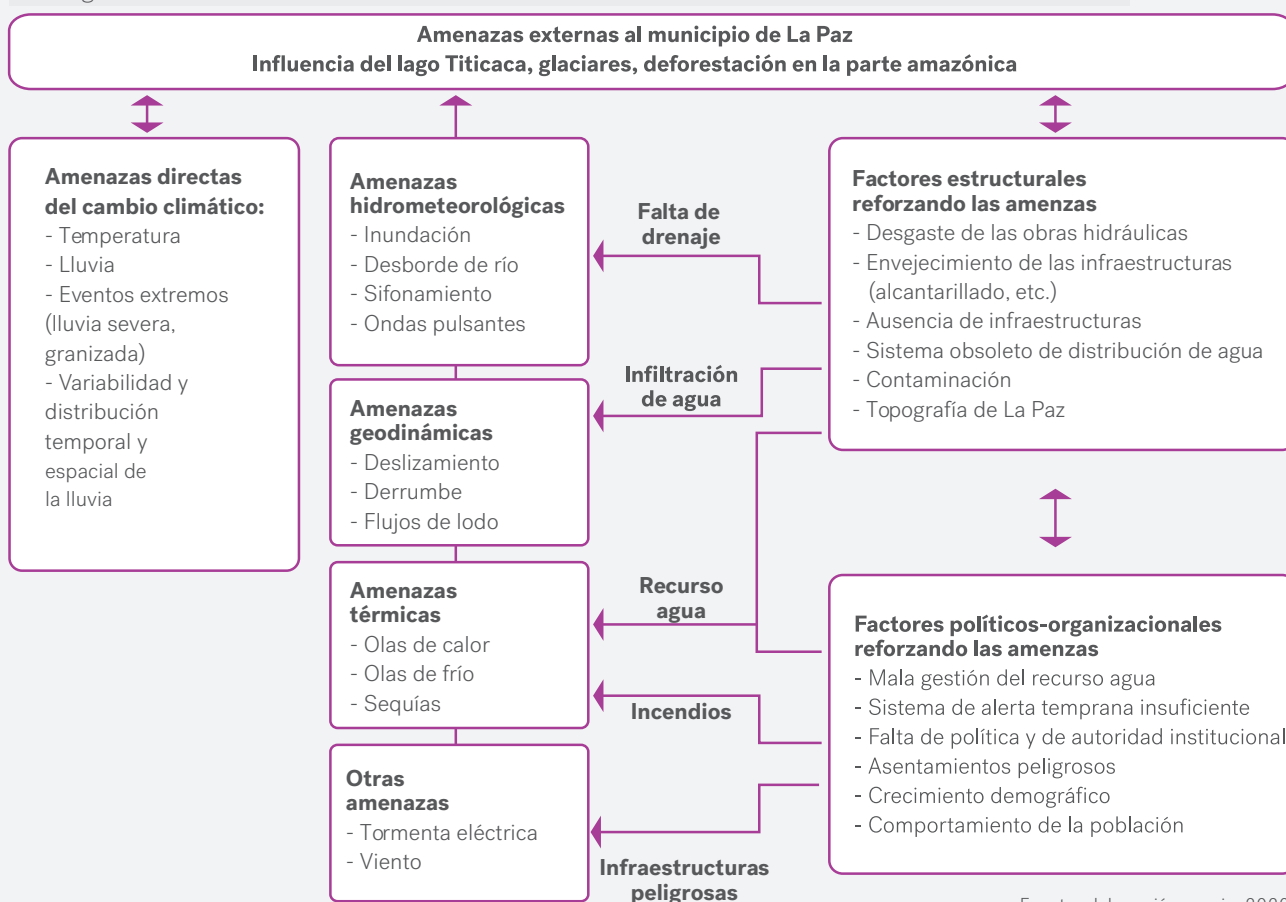 Amenazas externas al municipio de La Paz
Influencia del lago Titicaca, glaciares, deforestación en la parte amazónica
Amenazas directas
del cambio climático:
- Temperatura
- Lluvia
- Eventos extremos
(lluvia severa,
granizada)
- Variabilidad y
distribución
temporal y
espacial de
la lluvia
Amenazas
hidrometeorológicas
- Inundación
- Desborde de río
- Sifonamiento
- Ondas pulsantes
Amenazas
geodinámicas
- Deslizamiento
- Derrumbe
- Flujos de lodo
Amenazas
térmicas
- Olas de calor
- Olas de frío
- Sequías
Otras
amenazas
- Tormenta eléctrica
- Viento
Falta de
drenaje
Infiltración
de agua
Recurso
agua
Incendios
Infraestructuras
peligrosas
Factores estructurales
reforzando las amenzas
- Desgaste de las obras hidráulicas
- Envejecimiento de las infraestructuras
(alcantarillado, etc.)
- Ausencia de infraestructuras
- Sistema obsoleto de distribución de agua
- Contaminación
- Topografía de La Paz
Factores políticos-organizacionales
reforzando las amenzas
- Mala gestión del recurso agua
- Sistema de alerta temprana insuficiente
- Falta de política y de autoridad institucional
- Asentamientos peligrosos
- Crecimiento demográfico
- Comportamiento de la población